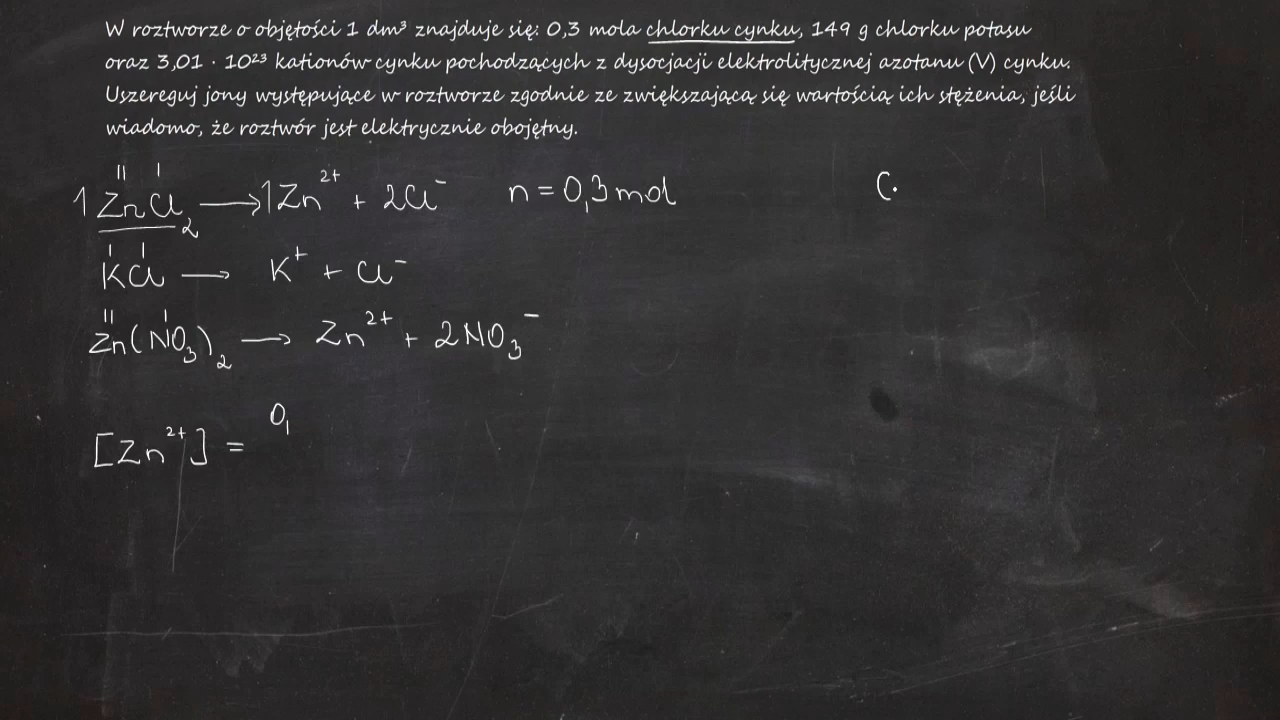 W roztworze o objętości 1 dm³ znajduje się: 0,3 mola chlorku cynku, 149 g chlorku potasu
oraz 3,01 · 10²³ kationów cynku pochodzących z dysocjacji elektrolitycznej azotanu (V) cynku.
Uszereguj jony występujące w roztworze zgodnie ze zwiększającą się wartością ich stężenia, jeśli
wiadomo, że roztwór jest elektrycznie obojętny.
II I
1 ZnCl₂ → 1Zn²⁺ + 2Cl⁻ n = 0,3 mol C.
I I
KCl → K⁺ + Cl⁻
II I
Zn(NO₃)₂ → Zn²⁺ + 2NO₃⁻
[Zn²⁺] = 0,